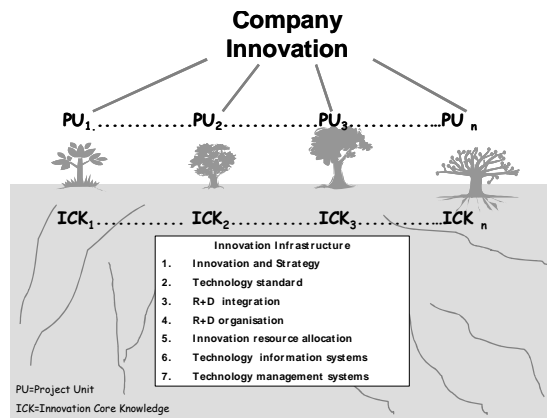 Company
Innovation
PU1.............PU2.............PU3...............PU n
ICK1............. ICK2............ICK3..............ICK n
Innovation Infrastructure
1. Innovation and Strategy
2. Technology standard
3. R+D integration
4. R+D organisation
5. Innovation resource allocation
6. Technology information systems
7. Technology management systems
PU=Project Unit
ICK=Innovation Core Knowledge